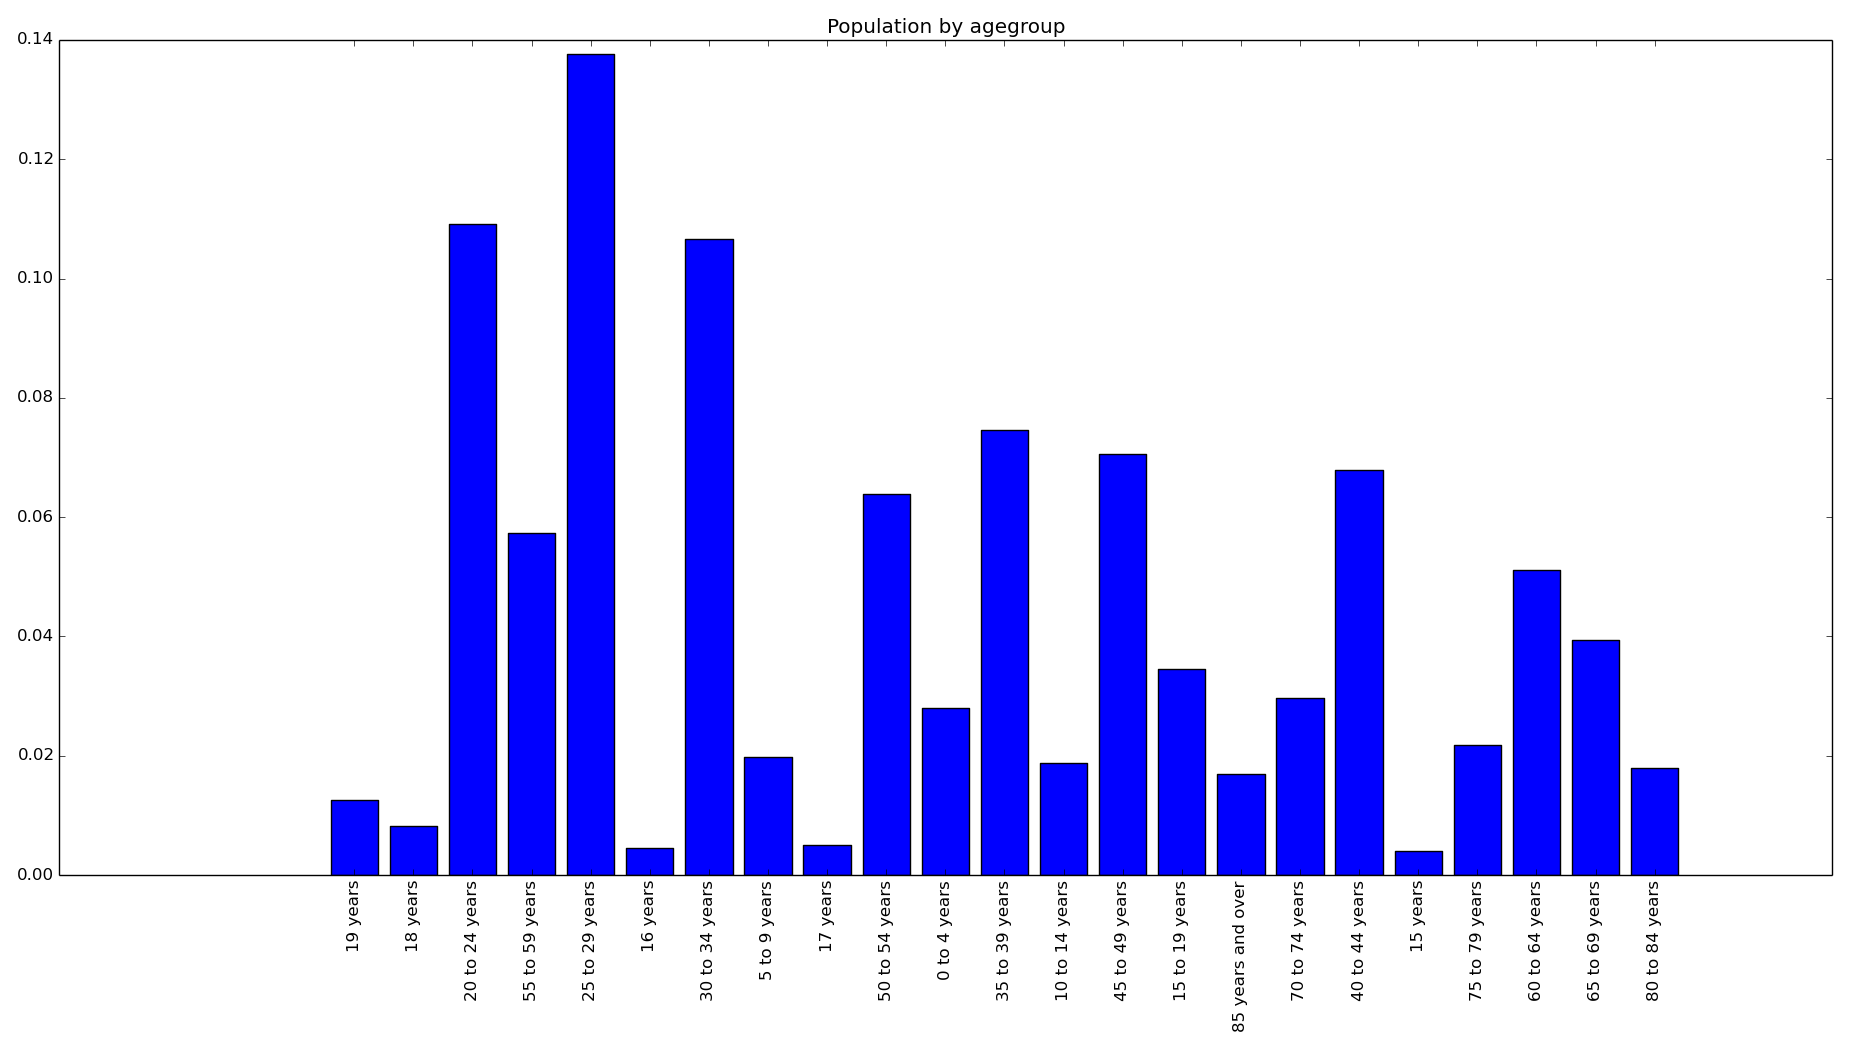 Population by agegroup
0.14
0.12
0.10
0.08
0.06
0.04
0.02
0.00
19 years
18 years
20 to 24 years
55 to 59 years
25 to 29 years
16 years
30 to 34 years
5 to 9 years
17 years
50 to 54 years
0 to 4 years
35 to 39 years
10 to 14 years
45 to 49 years
15 to 19 years
85 years and over
70 to 74 years
40 to 44 years
15 years
75 to 79 years
60 to 64 years
65 to 69 years
80 to 84 years